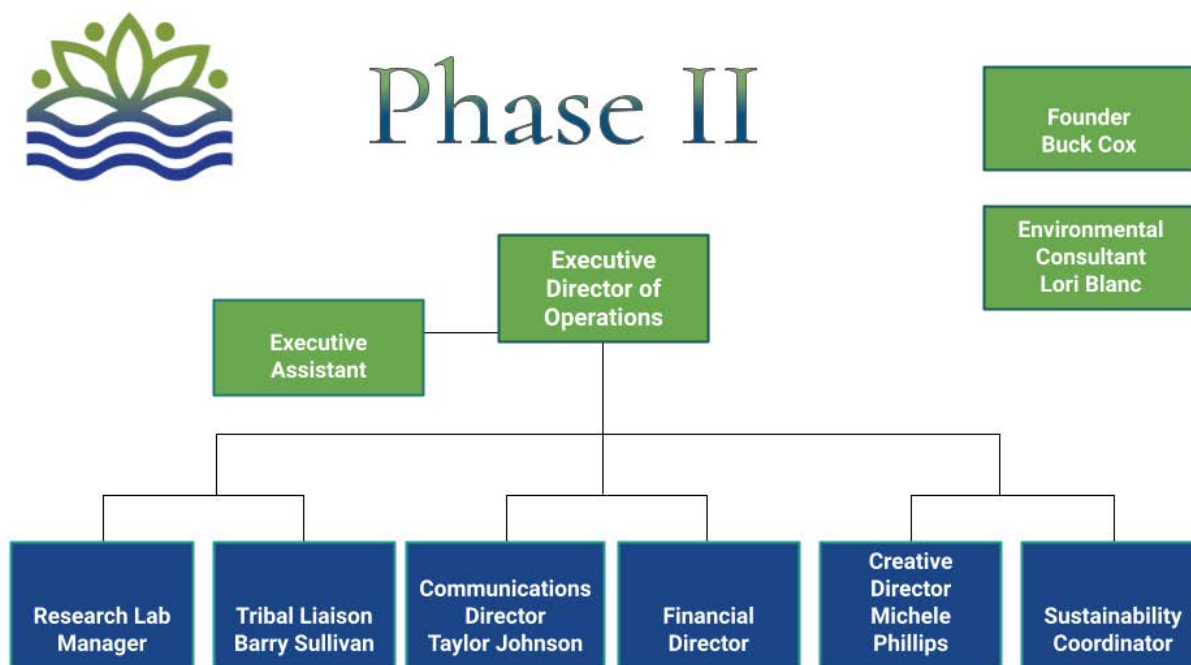 Phase II
Founder
Buck Cox
Environmental
Consultant
Lori Blanc
Executive
Director of
Operations
Executive
Assistant
Research Lab
Manager
Tribal Liaison
Barry Sullivan
Communications
Director
Taylor Johnson
Financial
Director
Creative
Director
Michele
Phillips
Sustainability
Coordinator